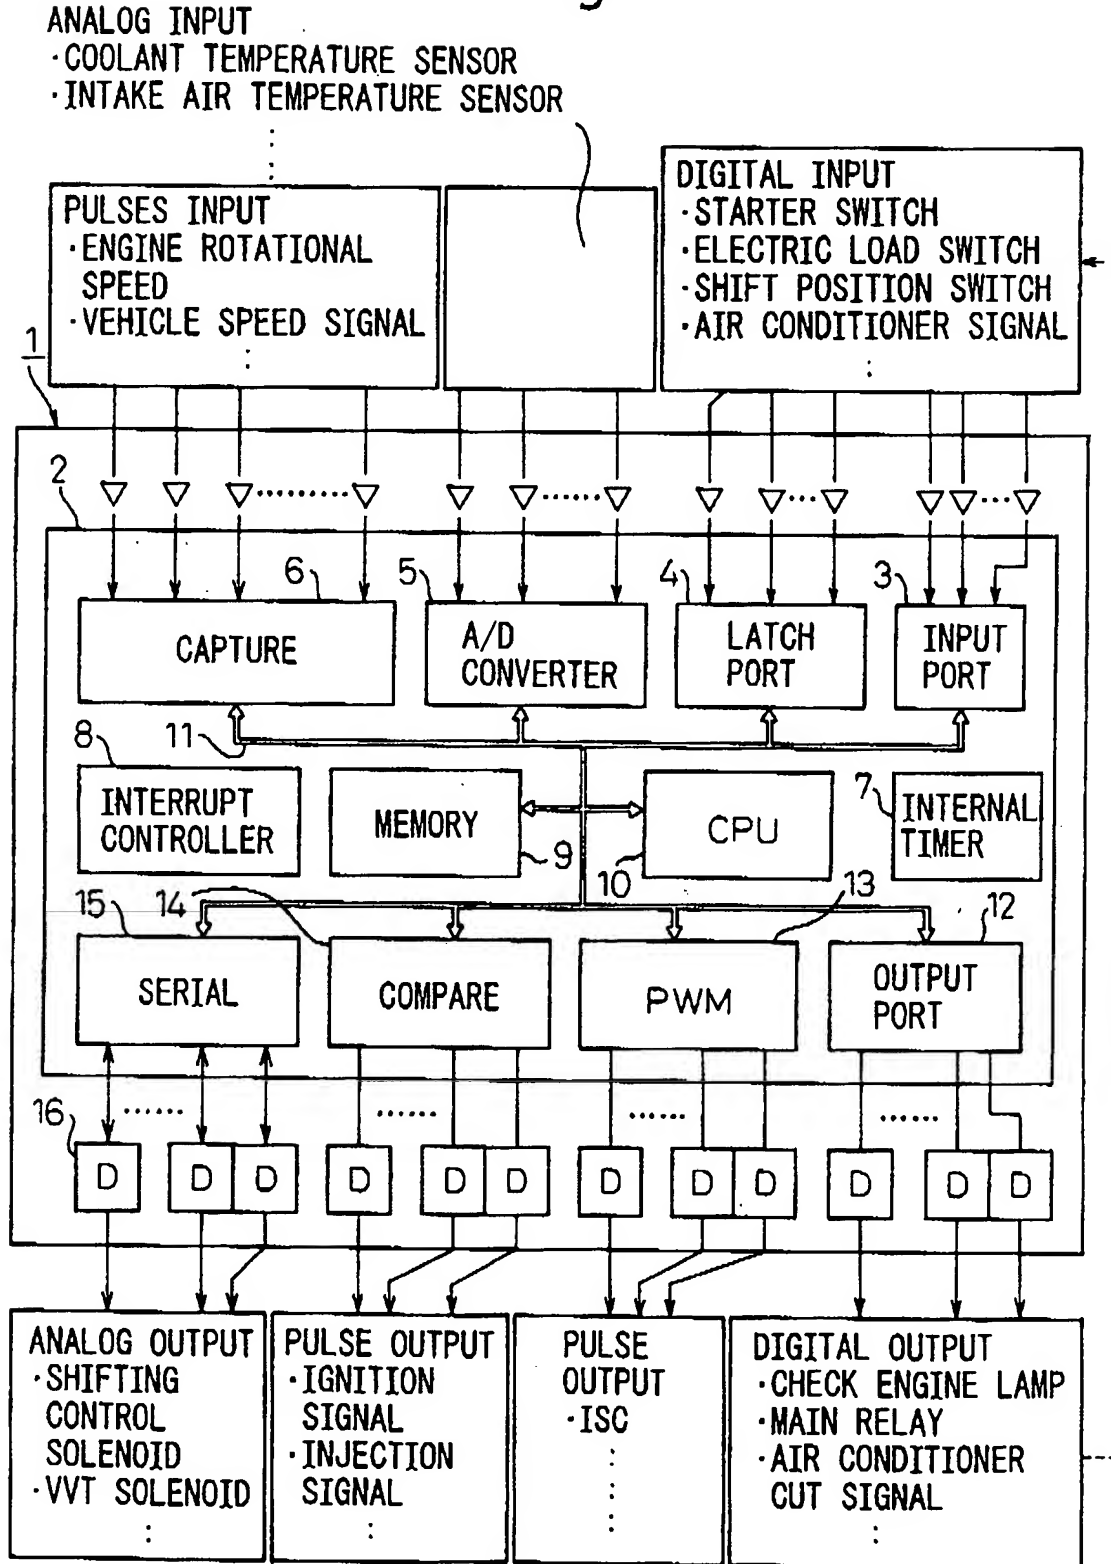 ANALOG INPUT
·COOLANT TEMPERATURE SENSOR
·INTAKE AIR TEMPERATURE SENSOR
PULSES INPUT
·ENGINE ROTATIONAL
SPEED
·VEHICLE SPEED SIGNAL
DIGITAL INPUT
·STARTER SWITCH
·ELECTRIC LOAD SWITCH
·SHIFT POSITION SWITCH
·AIR CONDITIONER SIGNAL
1
2
6
5
4
3
CAPTURE
A/D
CONVERTER
LATCH
PORT
INPUT
PORT
8
11
INTERRUPT
CONTROLLER
MEMORY
9
CPU
10
7
INTERNAL
TIMER
15
14
13
12
SERIAL
COMPARE
PWM
OUTPUT
PORT
16
D D D D D D D D D D D D
ANALOG OUTPUT
·SHIFTING
CONTROL
SOLENOID
·VVT SOLENOID
PULSE OUTPUT
·IGNITION
SIGNAL
·INJECTION
SIGNAL
PULSE
OUTPUT
·ISC
DIGITAL OUTPUT
·CHECK ENGINE LAMP
·MAIN RELAY
·AIR CONDITIONER
CUT SIGNAL